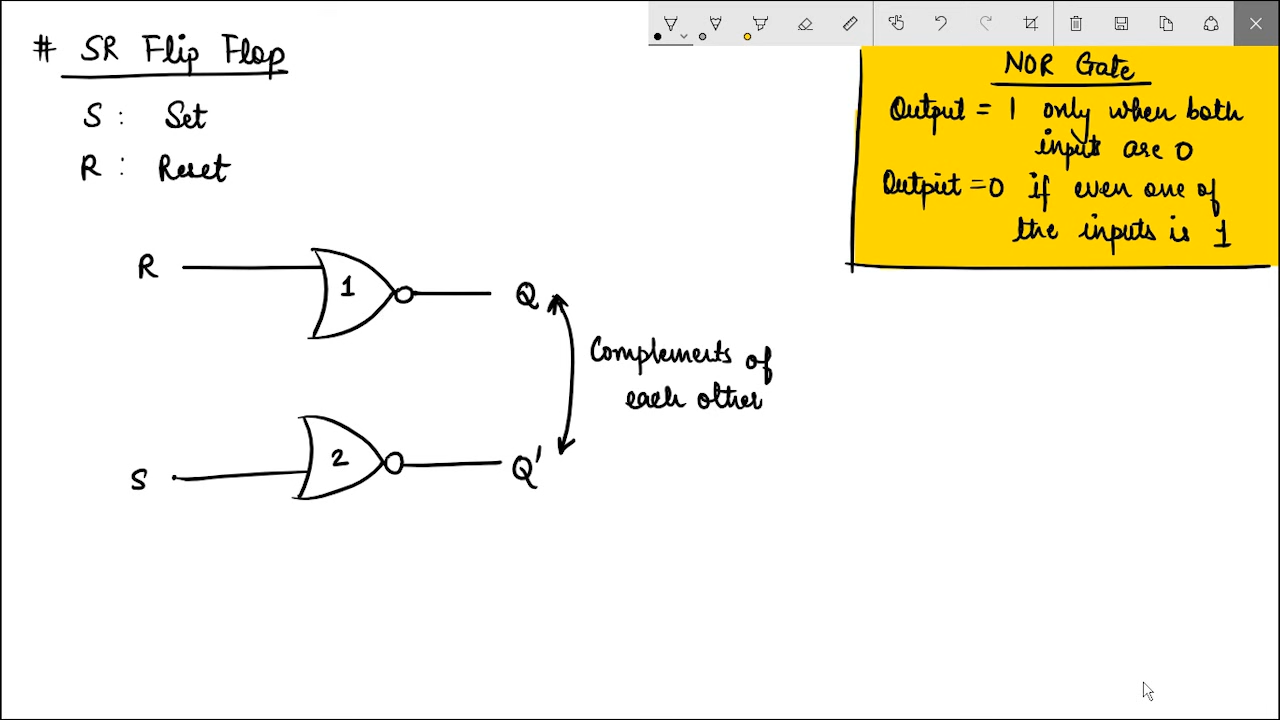 # SR Flip Flop
S : Set
R : Reset
NOR Gate
Output = 1 only when both
inputs are 0
Output = 0 if even one of
the inputs is 1
R
1
Q
Complements of
each other
S
2
Q'